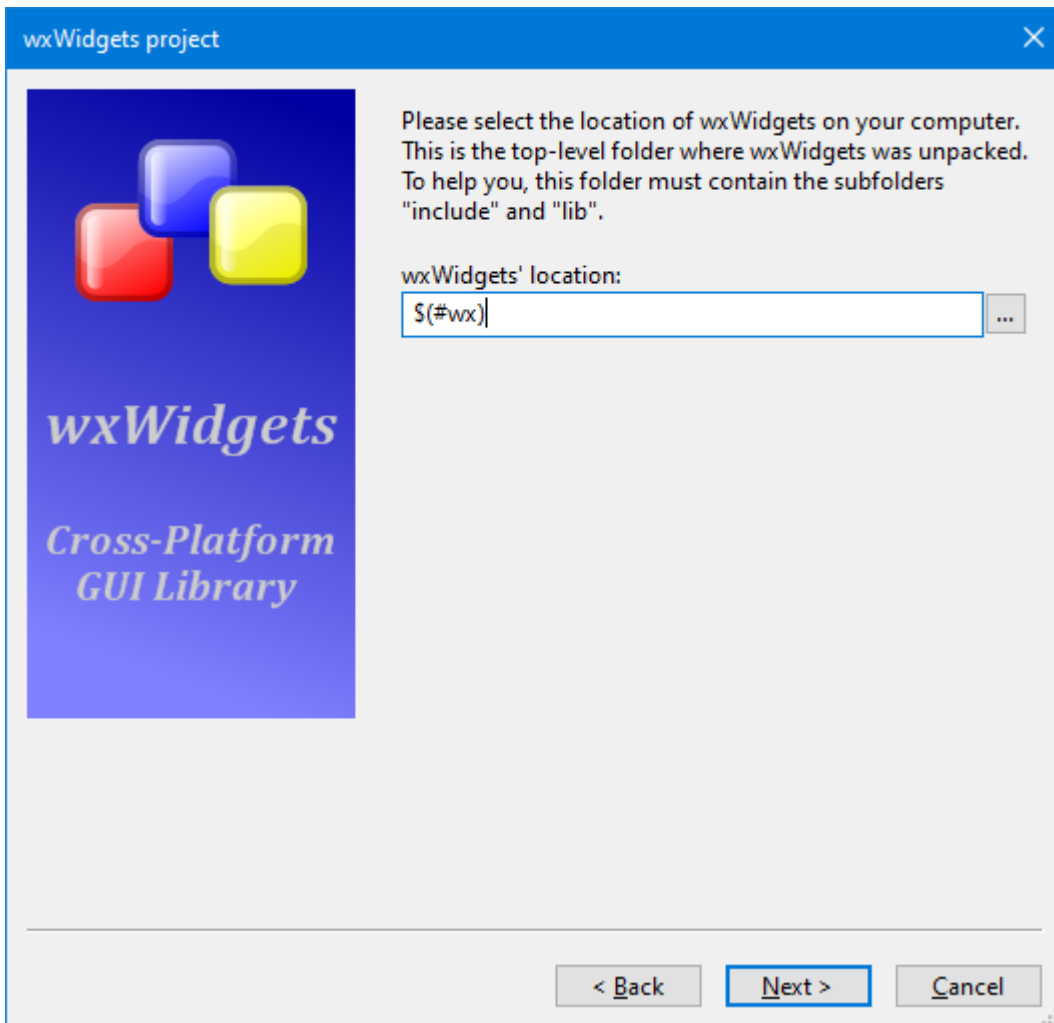 wxWidgets project
Please select the location of wxWidgets on your computer.
This is the top-level folder where wxWidgets was unpacked.
To help you, this folder must contain the subfolders
"include" and "lib".
wxWidgets' location:
$(#wx)
...
wxWidgets
Cross-Platform
GUI Library
< Back
Next >
Cancel